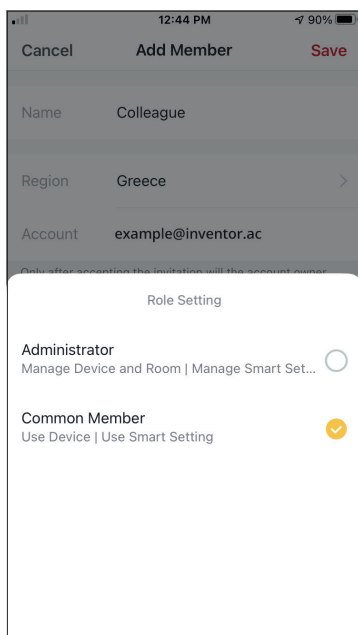 12:44 PM 90%
Cancel Add Member Save
Name Colleague
Region Greece
Account example@inventor.ac
Only after accepting the invitation will the account owner
Role Setting
Administrator
Manage Device and Room | Manage Smart Set...
Common Member
Use Device | Use Smart Setting